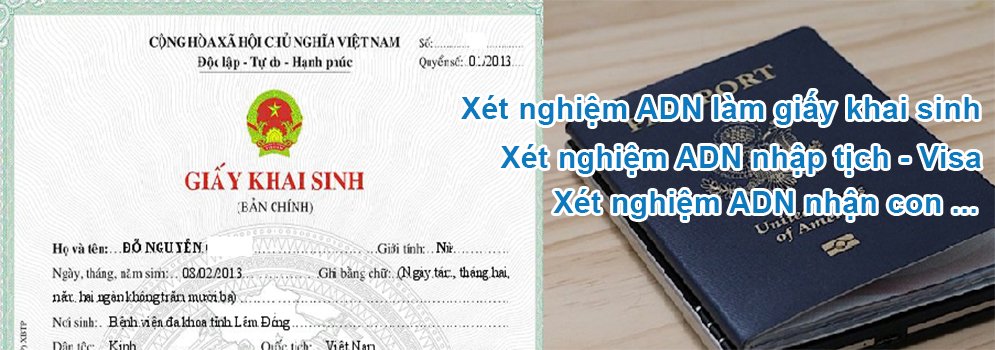 CỘNG HÒA XÃ HỘI CHỦ NGHĨA VIỆT NAM
Độc lập - Tự do - Hạnh phúc
Số:
Quyển số: 01/2013
GIẤY KHAI SINH
(BẢN CHÍNH)
Họ và tên: ĐỖ NGUYỄN Giới tính: Nữ
Ngày, tháng, năm sinh: 08/02/2013 Ghi bằng chữ: (Ngày tám, tháng hai,
năm hai ngàn không trăm mười ba)
Nơi sinh: Bệnh viện đa khoa tỉnh Lâm Đồng
Dân tộc: Kinh Quốc tịch: Việt Nam
XBTP
PORT
Xét nghiệm ADN làm giấy khai sinh
Xét nghiệm ADN nhập tịch - Visa
Xét nghiệm ADN nhận con ...
United States
of America